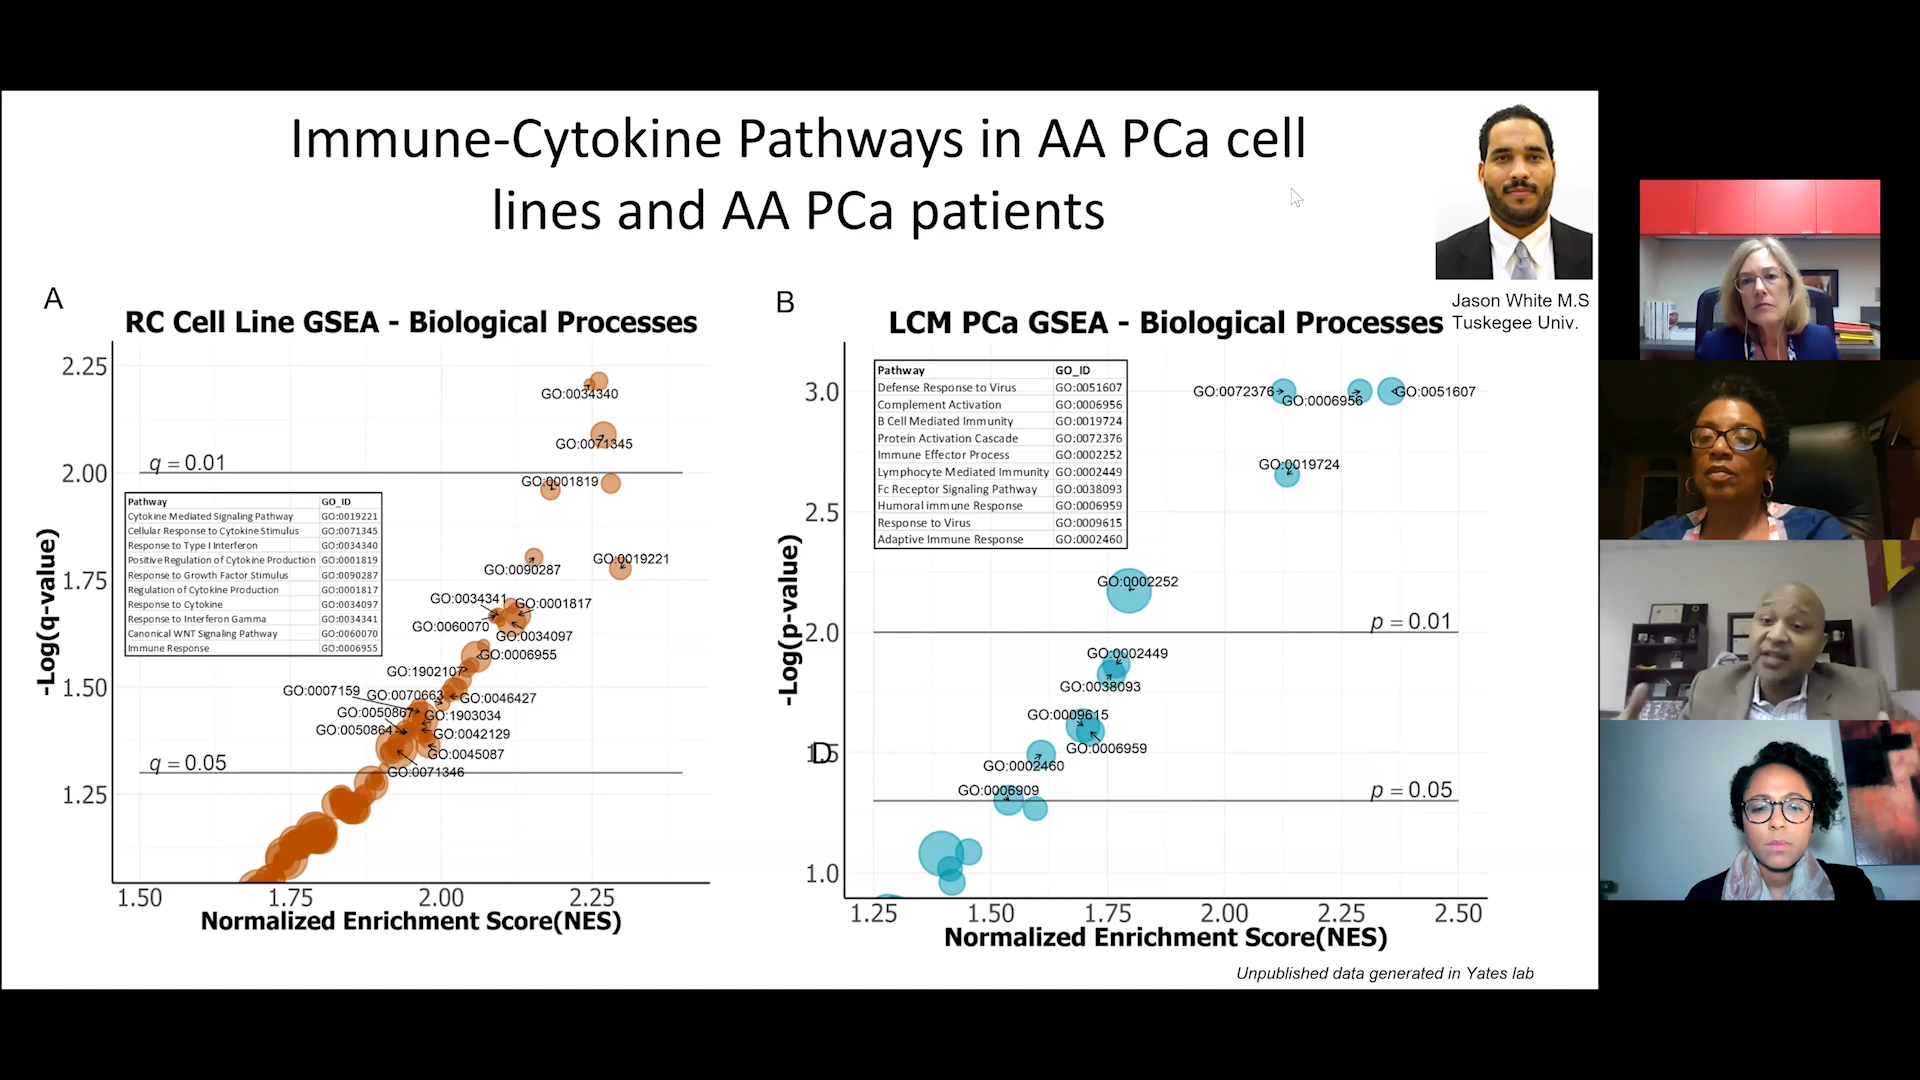 Immune-Cytokine Pathways in AA PCa cell
lines and AA PCa patients
Jason White M.S
Tuskegee Univ.
A
RC Cell Line GSEA - Biological Processes
-Log(q-value)
2.25
2.00
1.75
1.50
1.25
q = 0.01
q = 0.05
GO:0034340
GO:0071345
GO:0001819
GO:0090287
GO:0019221
GO:0034341
GO:0001817
GO:0060070
GO:0034097
GO:0006955
GO:1902107
GO:0007159
GO:0070663
GO:0046427
GO:0050867
GO:1903034
GO:0050864
GO:0042129
GO:0045087
GO:0071346
Pathway GO_ID
Cytokine Mediated Signaling Pathway GO:0019221
Cellular Response to Cytokine Stimulus GO:0071345
Response to Type I Interferon GO:0034340
Positive Regulation of Cytokine Production GO:0001819
Response to Growth Factor Stimulus GO:0090287
Regulation of Cytokine Production GO:0001817
Response to Cytokine GO:0034097
Response to Interferon Gamma GO:0034341
Canonical WNT Signaling Pathway GO:0060070
Immune Response GO:0006955
1.50 1.75 2.00 2.25
Normalized Enrichment Score(NES)
B
LCM PCa GSEA - Biological Processes
-Log(p-value)
3.0
2.5
2.0
1.5
1.0
D
Pathway GO_ID
Defense Response to Virus GO:0051607
Complement Activation GO:0006956
B Cell Mediated Immunity GO:0019724
Protein Activation Cascade GO:0072376
Immune Effector Process GO:0002252
Lymphocyte Mediated Immunity GO:0002449
Fc Receptor Signaling Pathway GO:0038093
Humoral immune Response GO:0006959
Response to Virus GO:0009615
Adaptive Immune Response GO:0002460
GO:0072376
GO:0006956
GO:0051607
GO:0019724
GO:0002252
p = 0.01
GO:0002449
GO:0038093
GO:0009615
GO:0006959
GO:0002460
GO:0006909
p = 0.05
1.25 1.50 1.75 2.00 2.25 2.50
Normalized Enrichment Score(NES)
Unpublished data generated in Yates lab